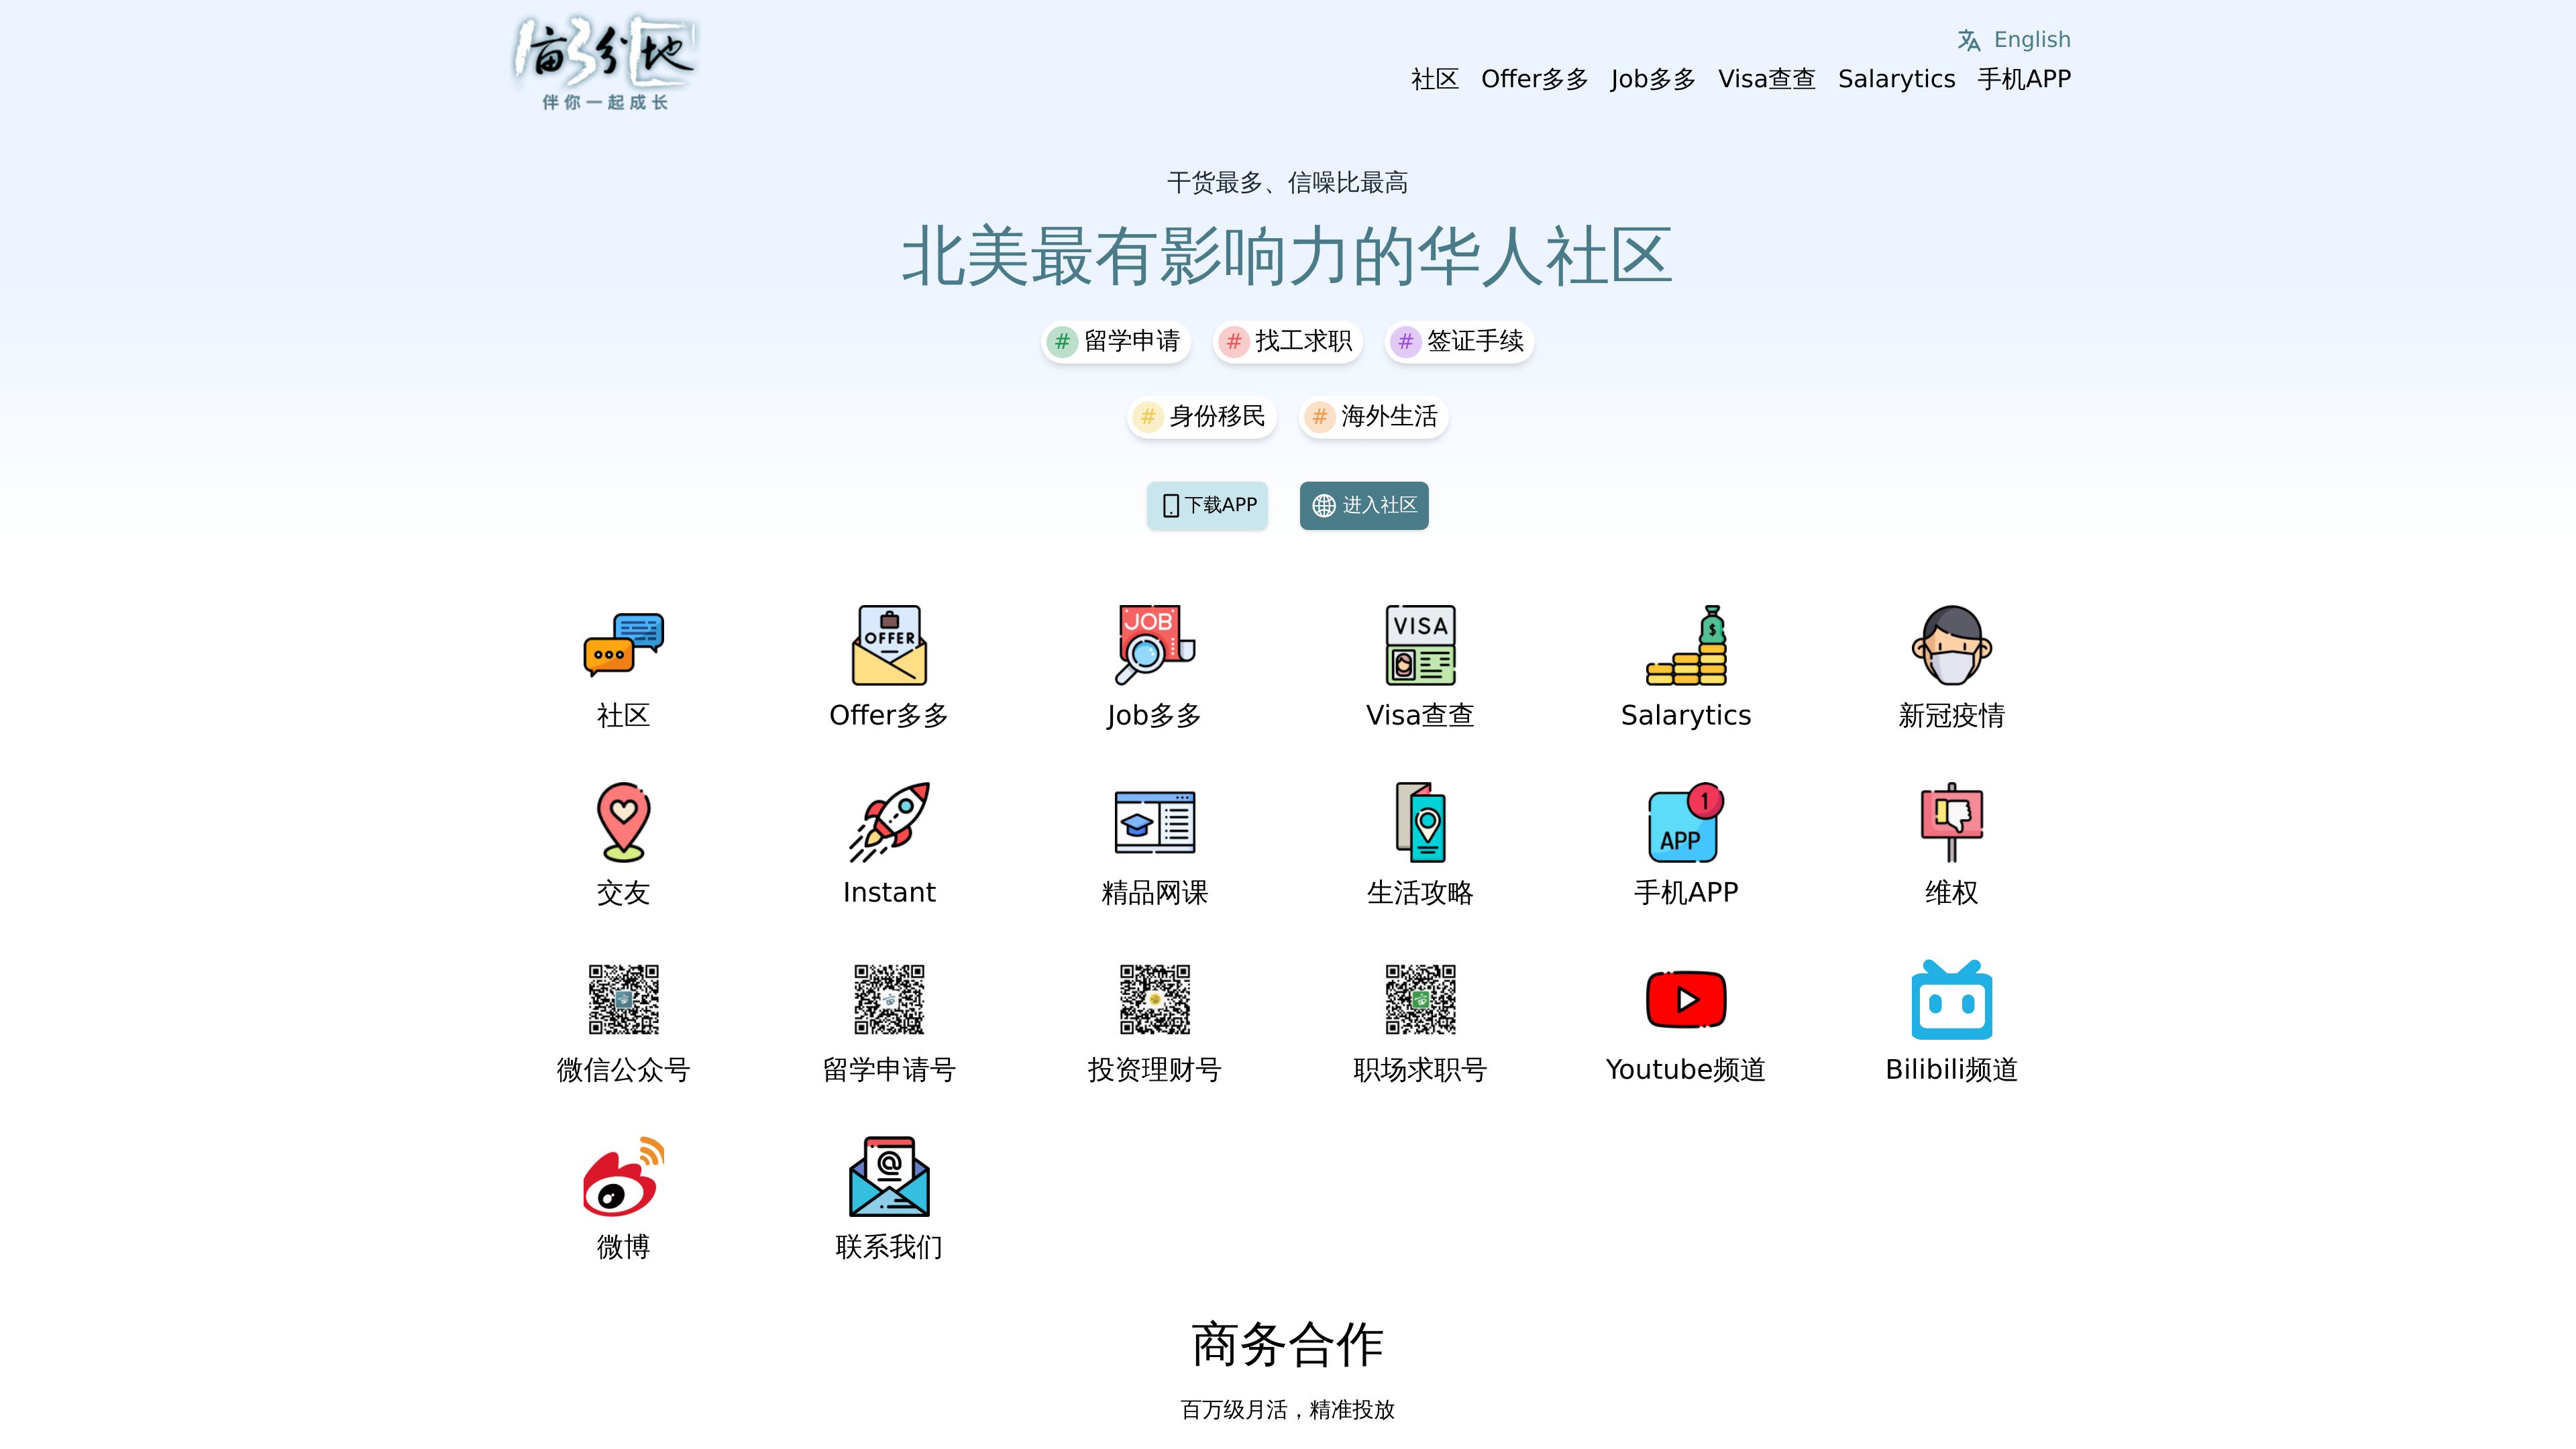 亩3分地
伴你一起成长
English
社区 Offer多多 Job多多 Visa查查 Salarytics 手机APP
干货最多、信噪比最高
北美最有影响力的华人社区
# 留学申请 # 找工求职 # 签证手续
# 身份移民 # 海外生活
下载APP 进入社区
OFFER JOB VISA $
社区 Offer多多 Job多多 Visa查查 Salarytics 新冠疫情
APP 1
交友 Instant 精品网课 生活攻略 手机APP 维权
微信公众号 留学申请号 投资理财号 职场求职号 Youtube频道 Bilibili频道
@
微博 联系我们
商务合作
百万级月活，精准投放